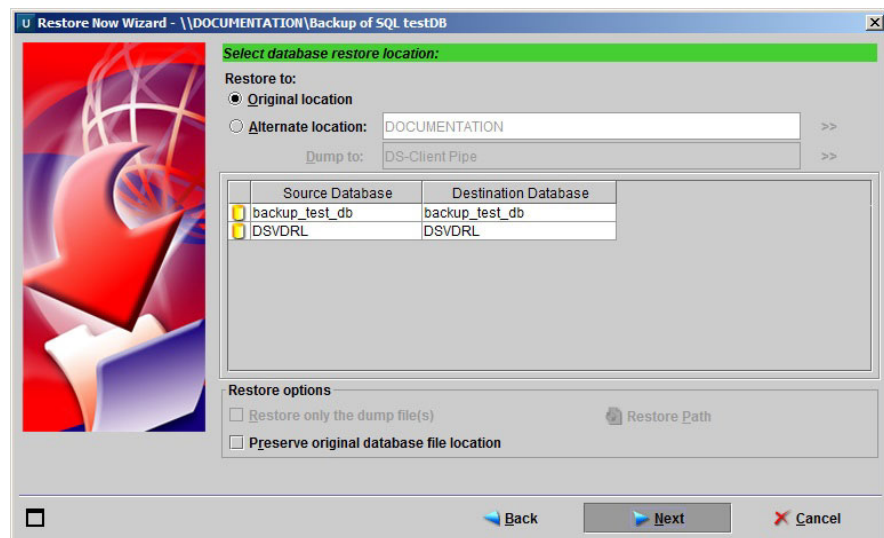 U Restore Now Wizard - \\DOCUMENTATION\Backup of SQL testDB
Select database restore location:
Restore to:
Original location
Alternate location: DOCUMENTATION >>
Dump to: DS-Client Pipe >>
Source Database Destination Database
backup_test_db backup_test_db
DSVDRL DSVDRL
Restore options
Restore only the dump file(s) Restore Path
Preserve original database file location
Back Next Cancel